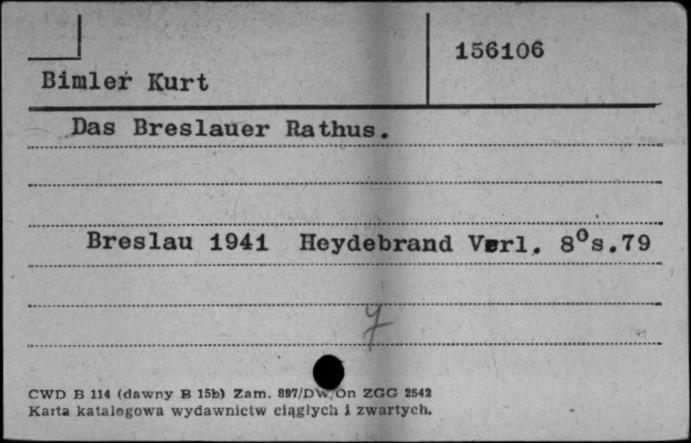 156106
Bimler Kurt
Das Breslauer Rathus.
Breslau 1941 Heydebrand Verl. 8⁰s.79
7
CWD B 114 (dawny B 15b) Zam. 897/DW/On ZGG 2542
Karta katalogowa wydawnictw ciągłych i zwartych.